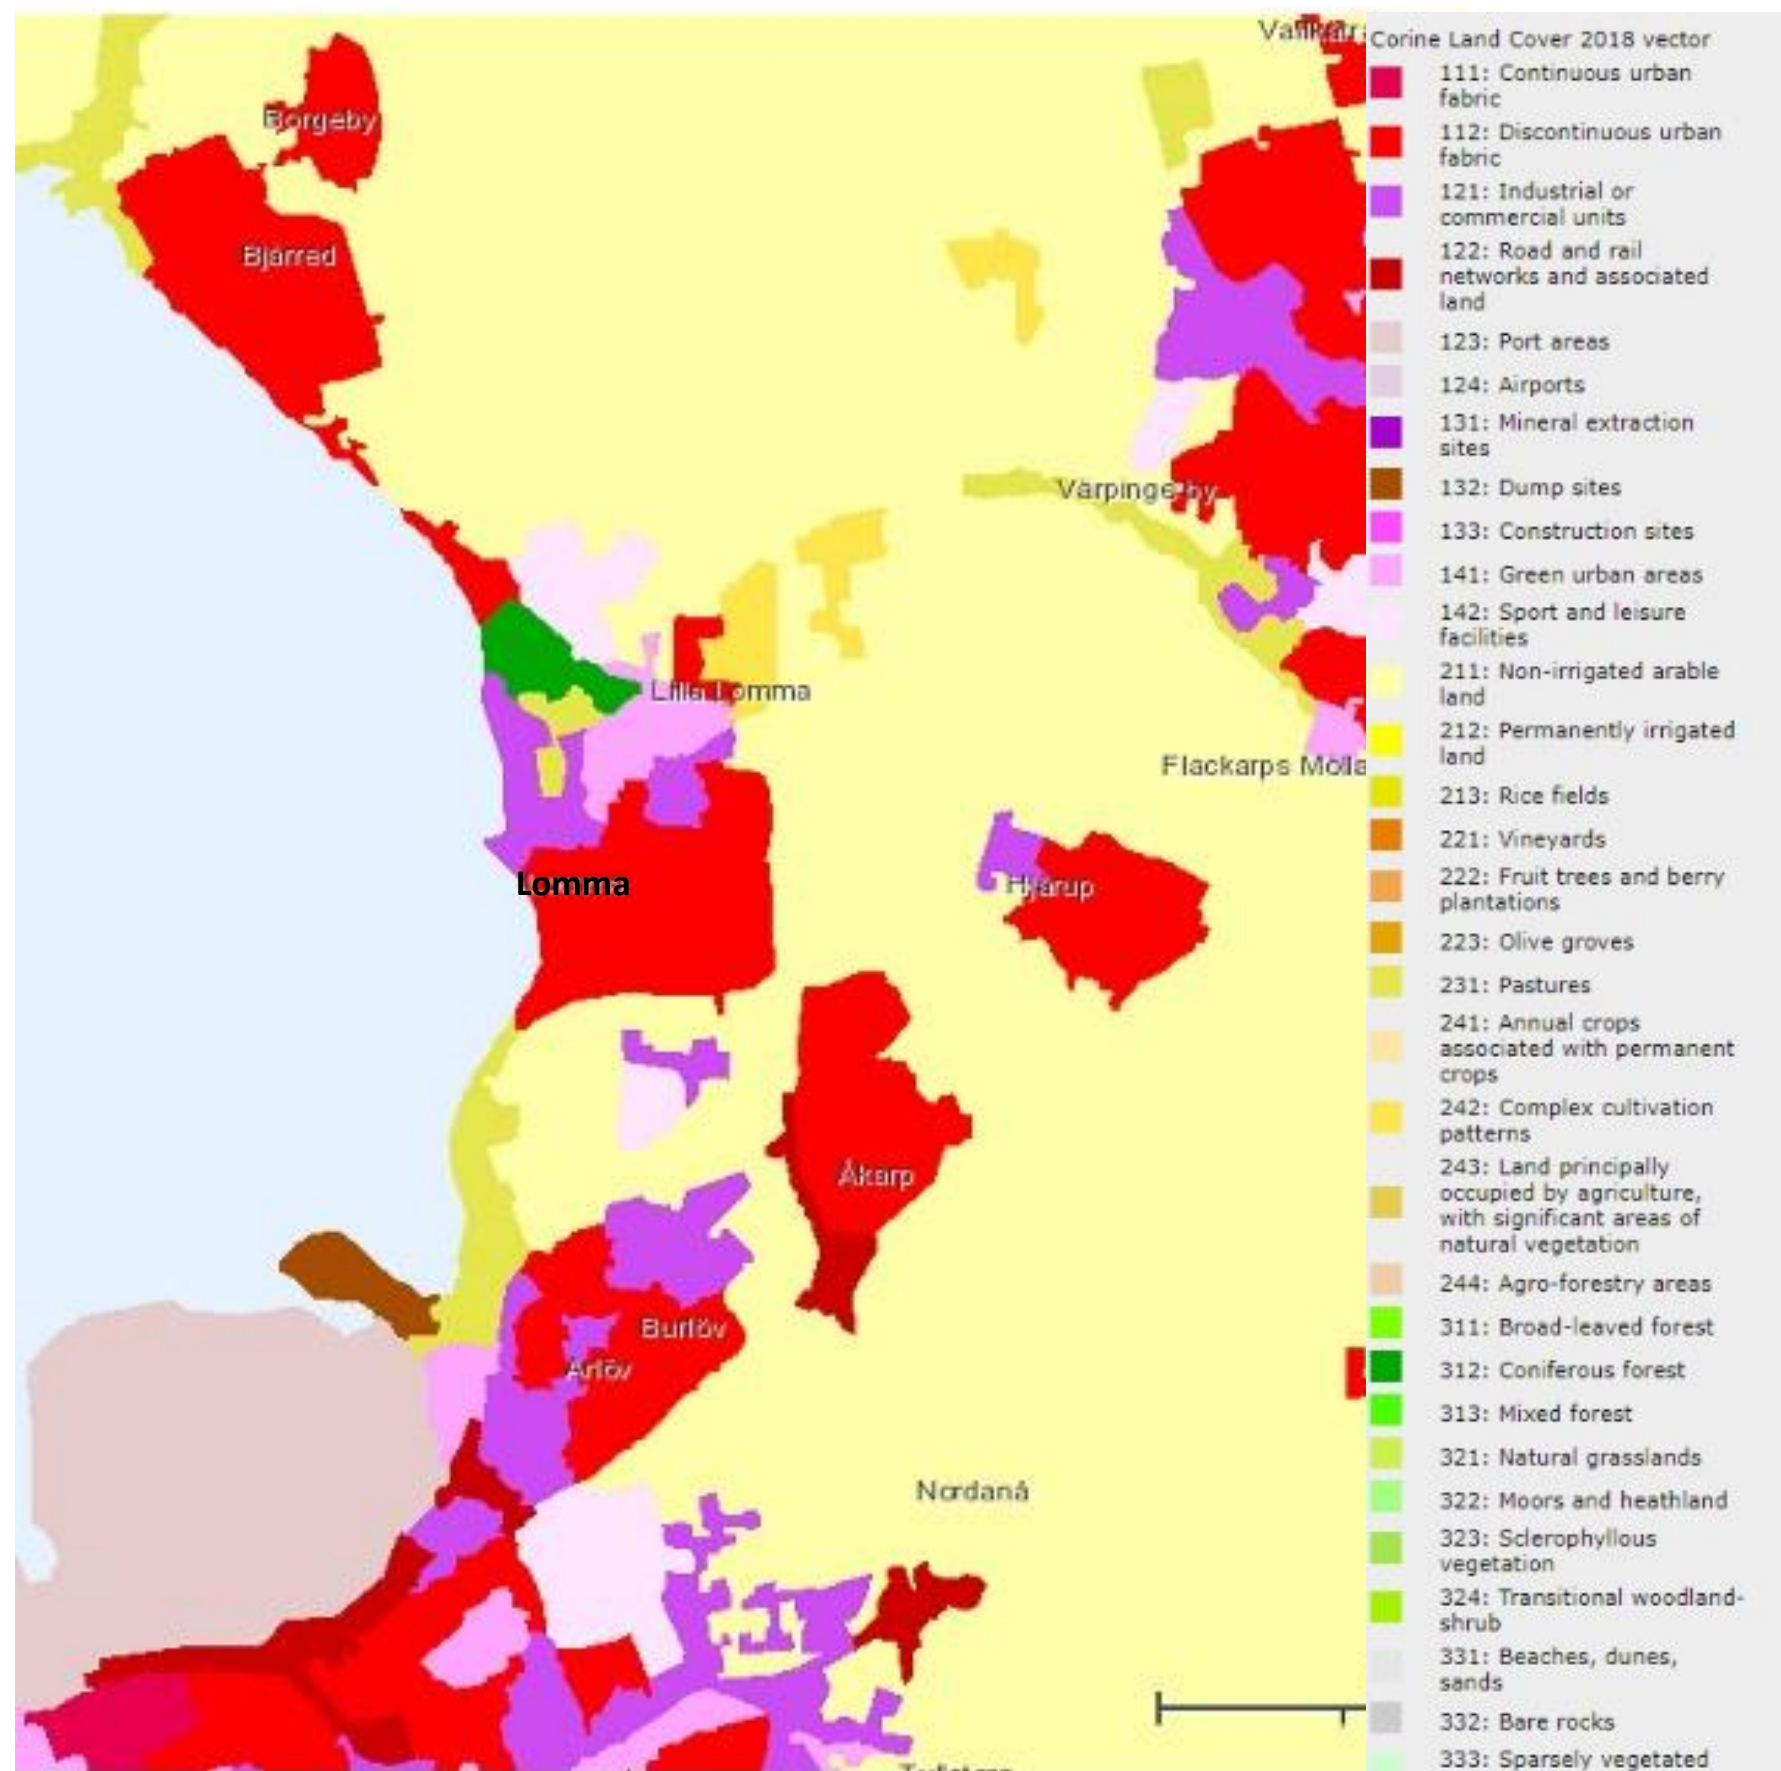 Borgeby
Bjärred
Värpinge by
Lilla Lomma
Flackarps Mölla
Lomma
Hjärup
Åkarp
Burlöv
Arlöv
Nordanå
Corine Land Cover 2018 vector
111: Continuous urban
fabric
112: Discontinuous urban
fabric
121: Industrial or
commercial units
122: Road and rail
networks and associated
land
123: Port areas
124: Airports
131: Mineral extraction
sites
132: Dump sites
133: Construction sites
141: Green urban areas
142: Sport and leisure
facilities
211: Non-irrigated arable
land
212: Permanently irrigated
land
213: Rice fields
221: Vineyards
222: Fruit trees and berry
plantations
223: Olive groves
231: Pastures
241: Annual crops
associated with permanent
crops
242: Complex cultivation
patterns
243: Land principally
occupied by agriculture,
with significant areas of
natural vegetation
244: Agro-forestry areas
311: Broad-leaved forest
312: Coniferous forest
313: Mixed forest
321: Natural grasslands
322: Moors and heathland
323: Sclerophyllous
vegetation
324: Transitional woodland-
shrub
331: Beaches, dunes,
sands
332: Bare rocks
333: Sparsely vegetated